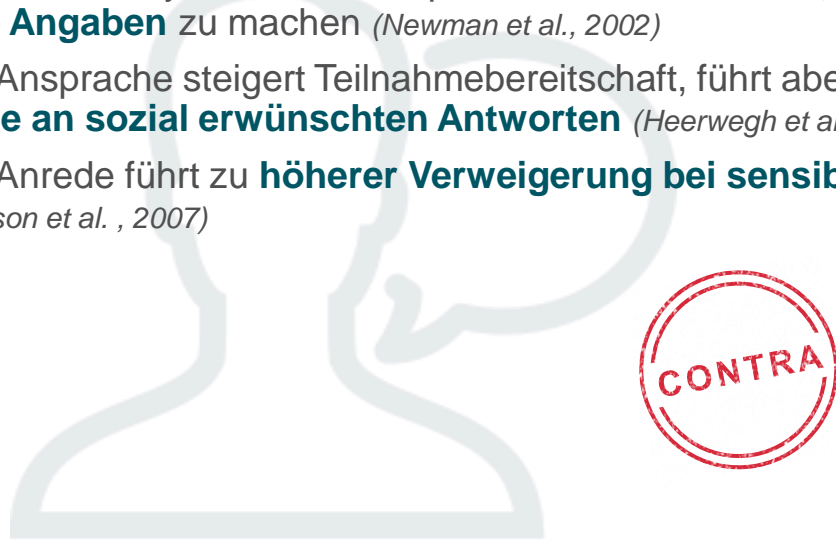 Angaben zu machen (Newman et al., 2002)
Ansprache steigert Teilnahmebereitschaft, führt abe
e an sozial erwünschten Antworten (Heerwegh et al
Anrede führt zu höherer Verweigerung bei sensib
son et al. , 2007)
CONTRA